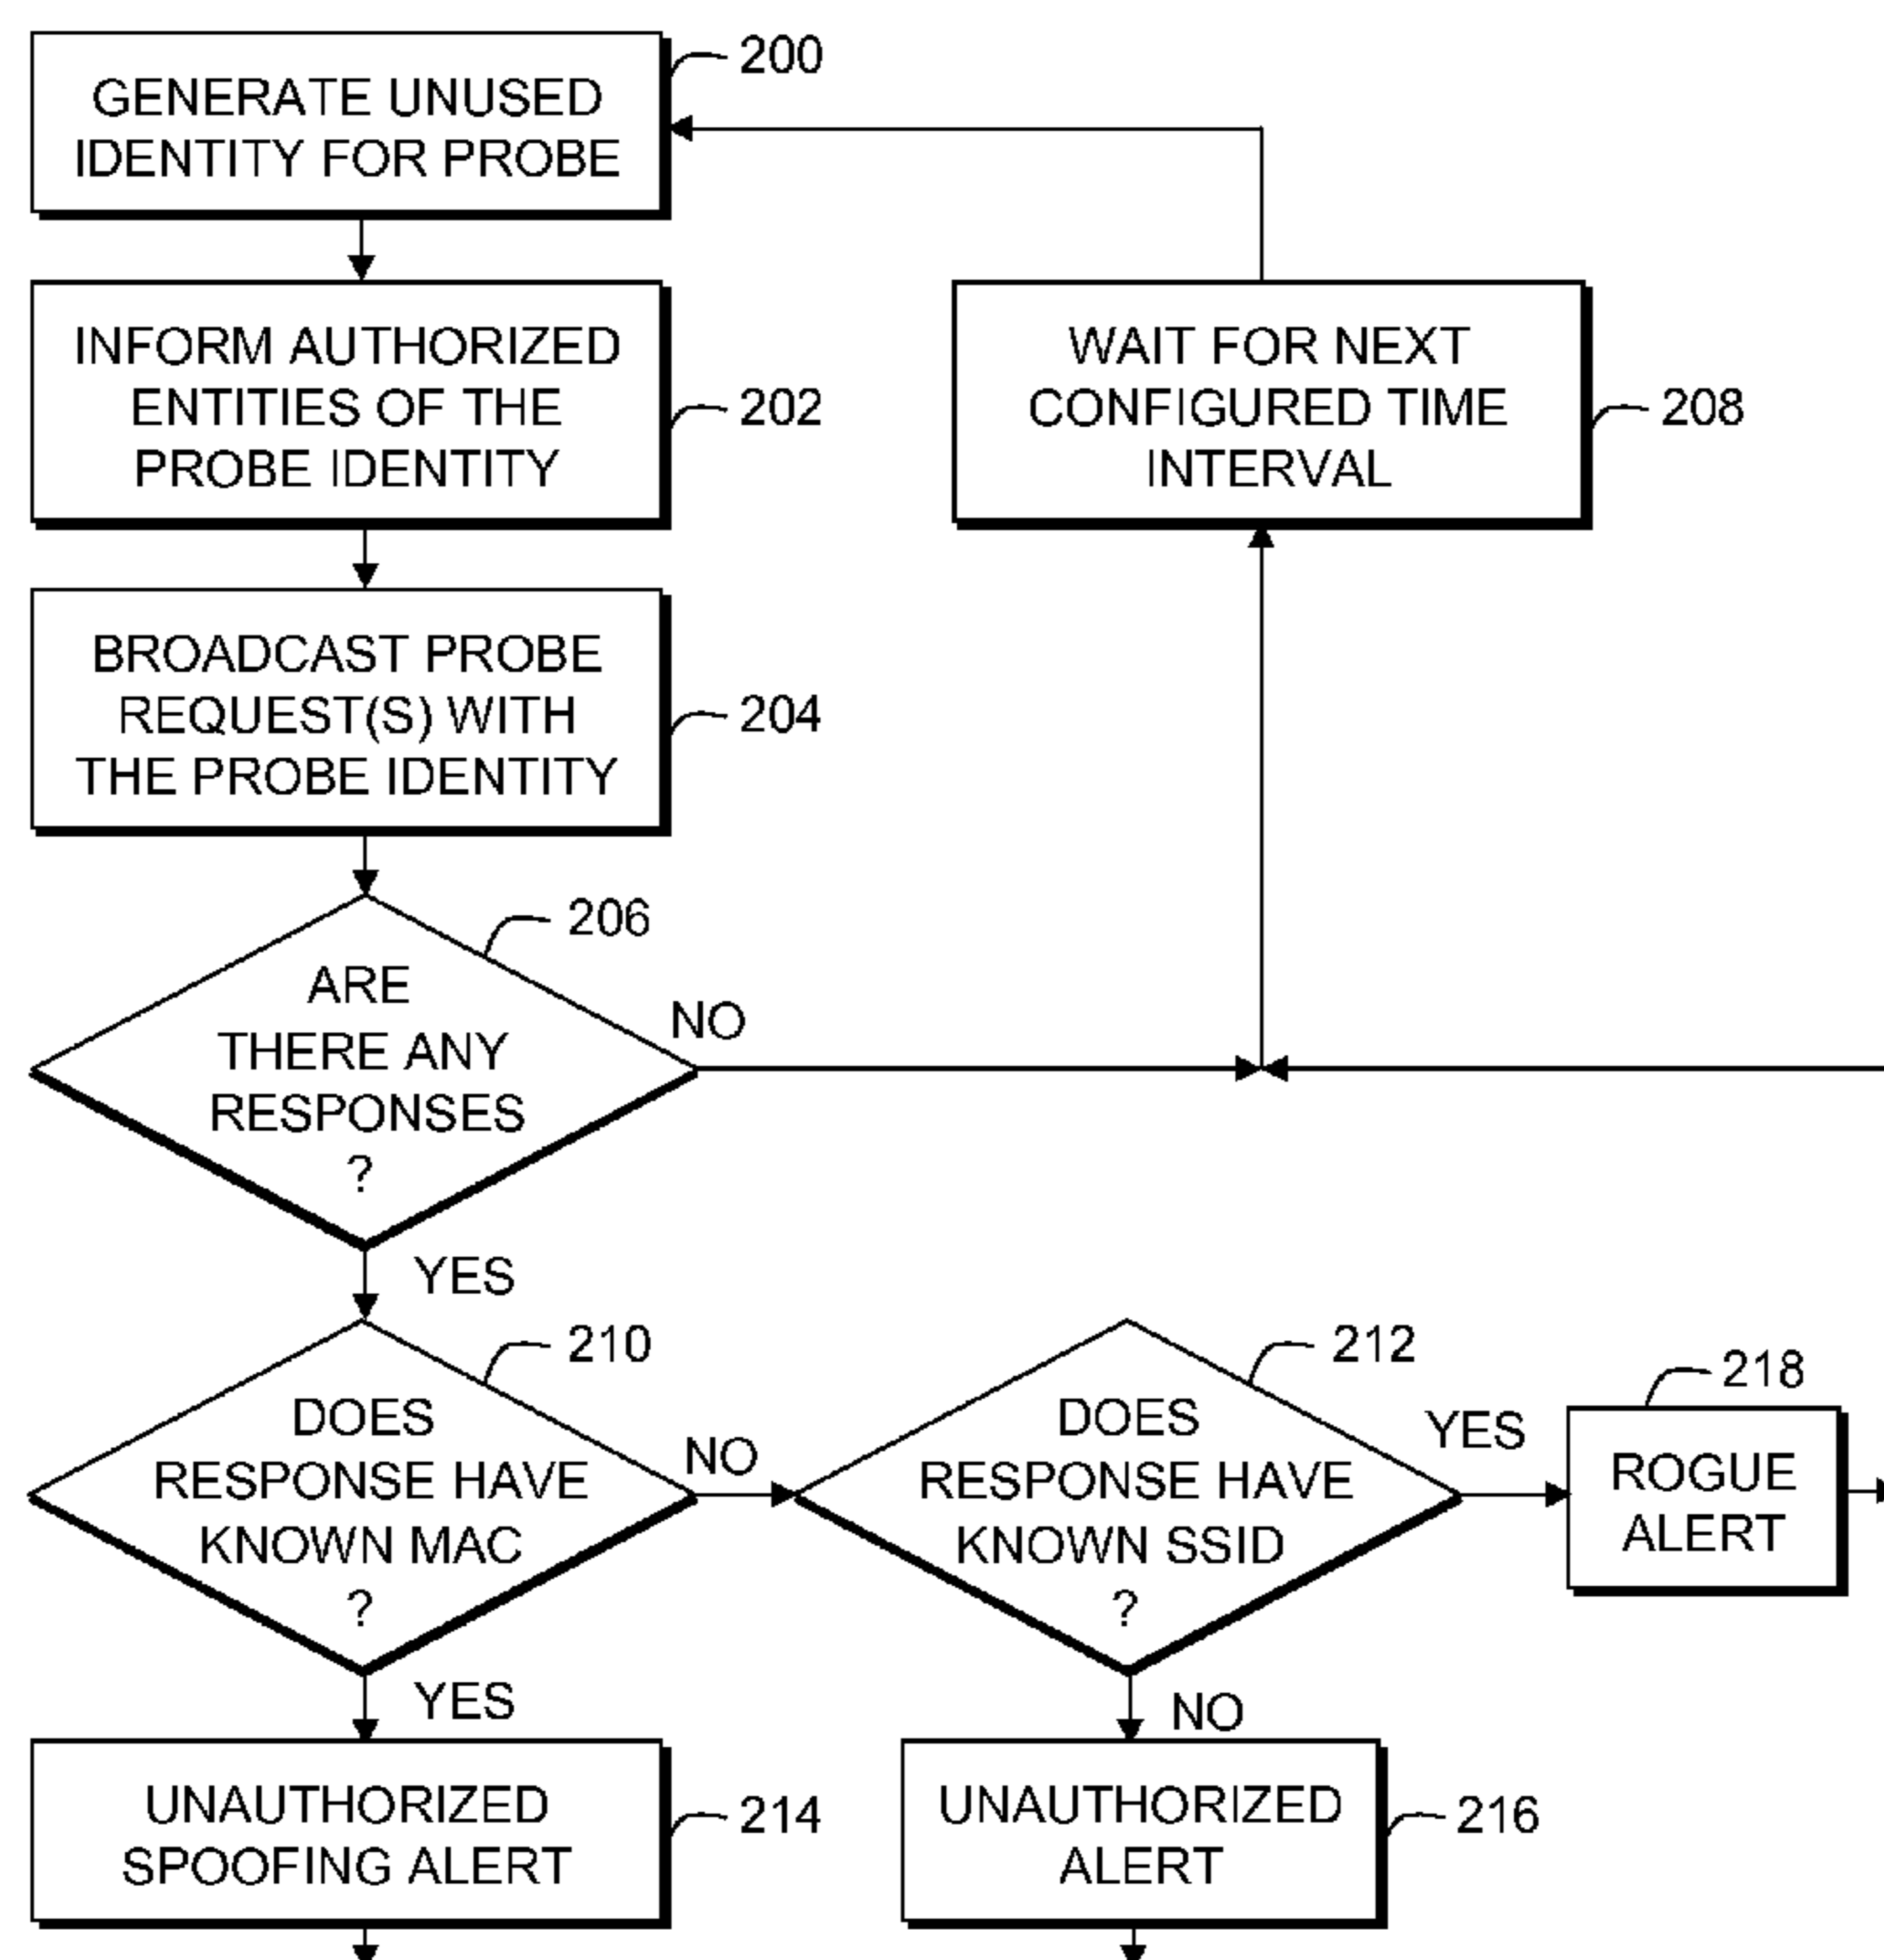 GENERATE UNUSED
IDENTITY FOR PROBE
200
INFORM AUTHORIZED
ENTITIES OF THE
PROBE IDENTITY
202
WAIT FOR NEXT
CONFIGURED TIME
INTERVAL
208
BROADCAST PROBE
REQUEST(S) WITH
THE PROBE IDENTITY
204
206
ARE
THERE ANY
RESPONSES
?
NO
YES
210
DOES
RESPONSE HAVE
KNOWN MAC
?
NO
212
DOES
RESPONSE HAVE
KNOWN SSID
?
YES
218
ROGUE
ALERT
YES
NO
UNAUTHORIZED
SPOOFING ALERT
214
UNAUTHORIZED
ALERT
216